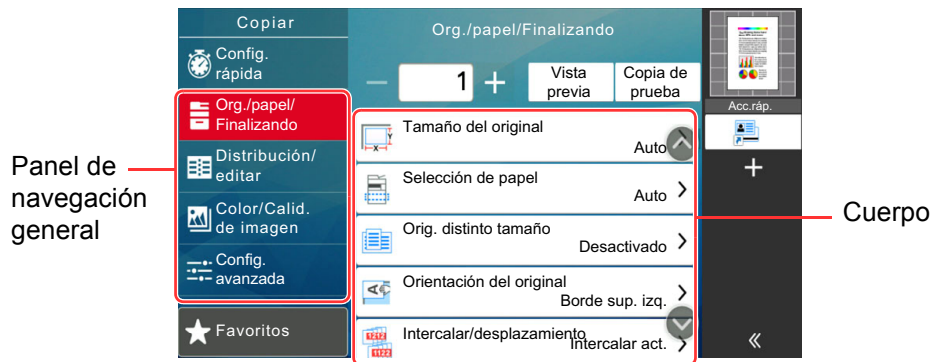 Copiar
Config.
rápida
Org./papel/
Finalizando
Distribución/
editar
Color/Calid.
de imagen
Config.
avanzada
Favoritos
Panel de
navegación
general
Org./papel/Finalizando
1
Vista
previa
Copia de
prueba
Tamaño del original
Auto
Selección de papel
Auto
Orig. distinto tamaño
Desactivado
Orientación del original
Borde sup. izq.
Intercalar/desplazamiento
Intercalar act.
Acc.ráp.
Cuerpo